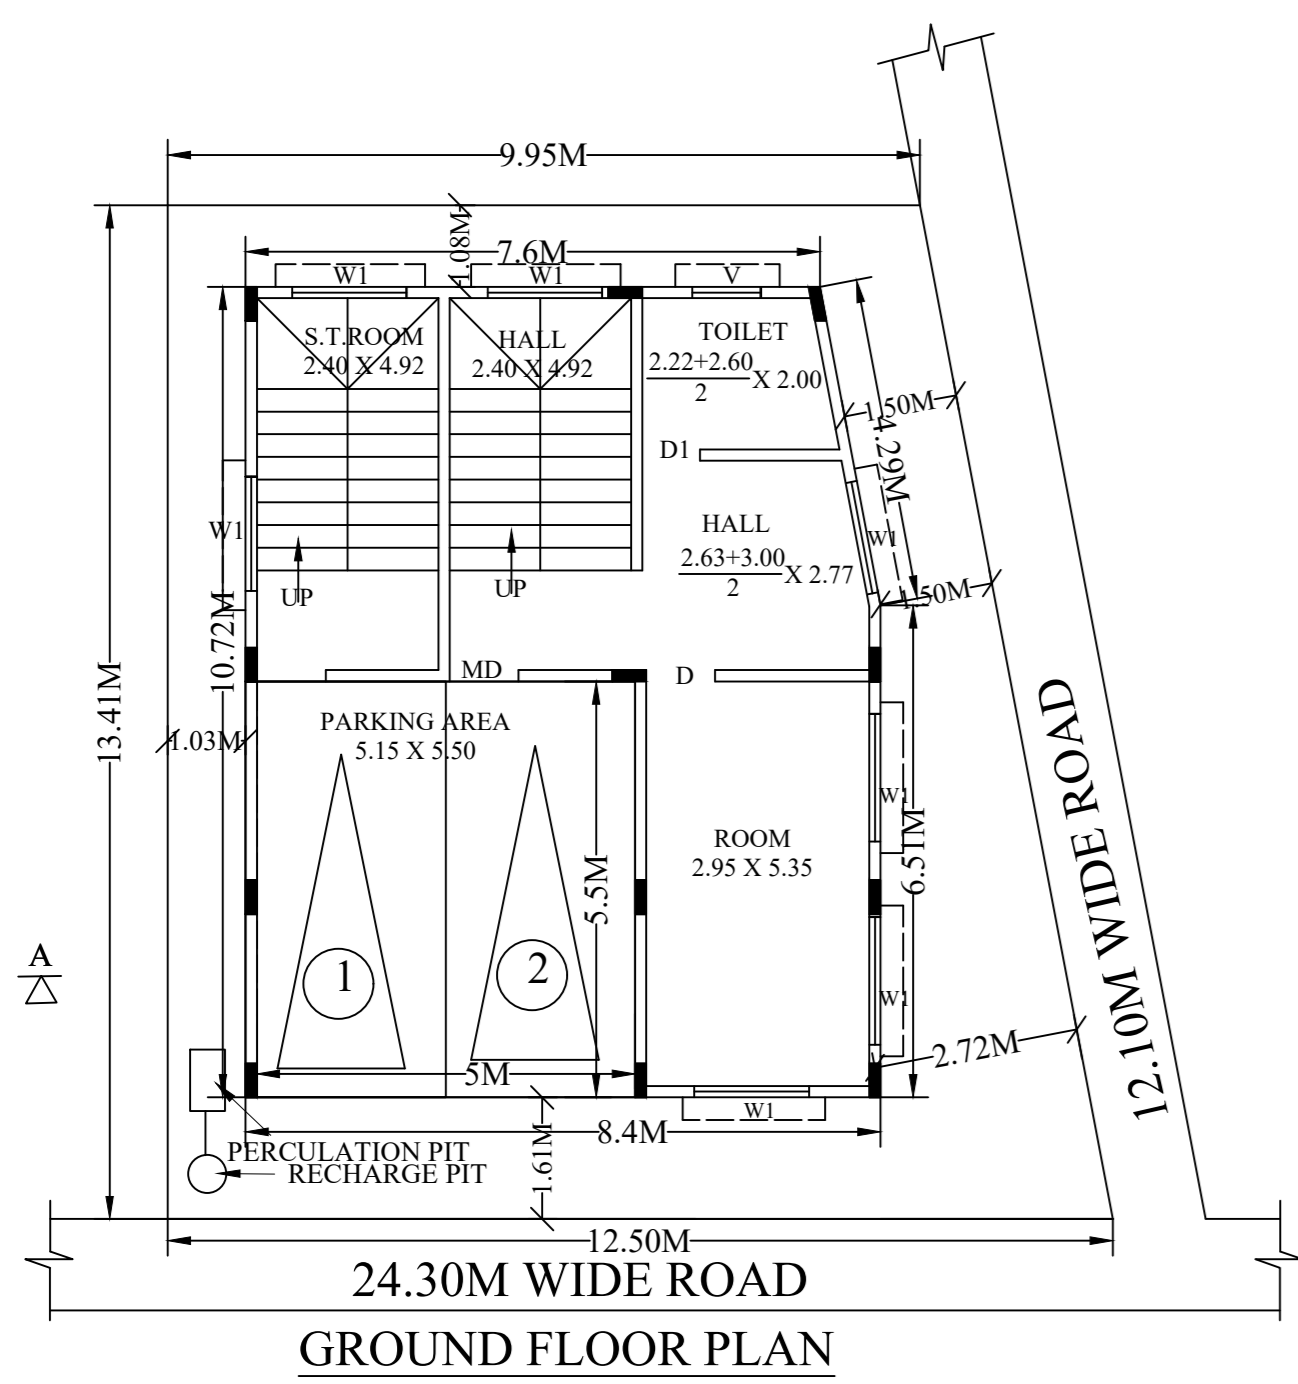 9.95M
1.08M
7.6M
W1
W1
V
S.T.ROOM
2.40 X 4.92
HALL
2.40 X 4.92
TOILET
2.22+2.60
2
X 2.00
1.50M
4.29M
D1
W1
HALL
2.63+3.00
2
X 2.77
W1
1.50M
UP
UP
10.72M
13.41M
MD
D
1.03M
PARKING AREA
5.15 X 5.50
W1
6.51M
ROOM
2.95 X 5.35
5.5M
12.10M WIDE ROAD
A
1
2
W1
2.72M
5M
W1
8.4M
1.61M
PERCULATION PIT
RECHARGE PIT
12.50M
24.30M WIDE ROAD
GROUND FLOOR PLAN